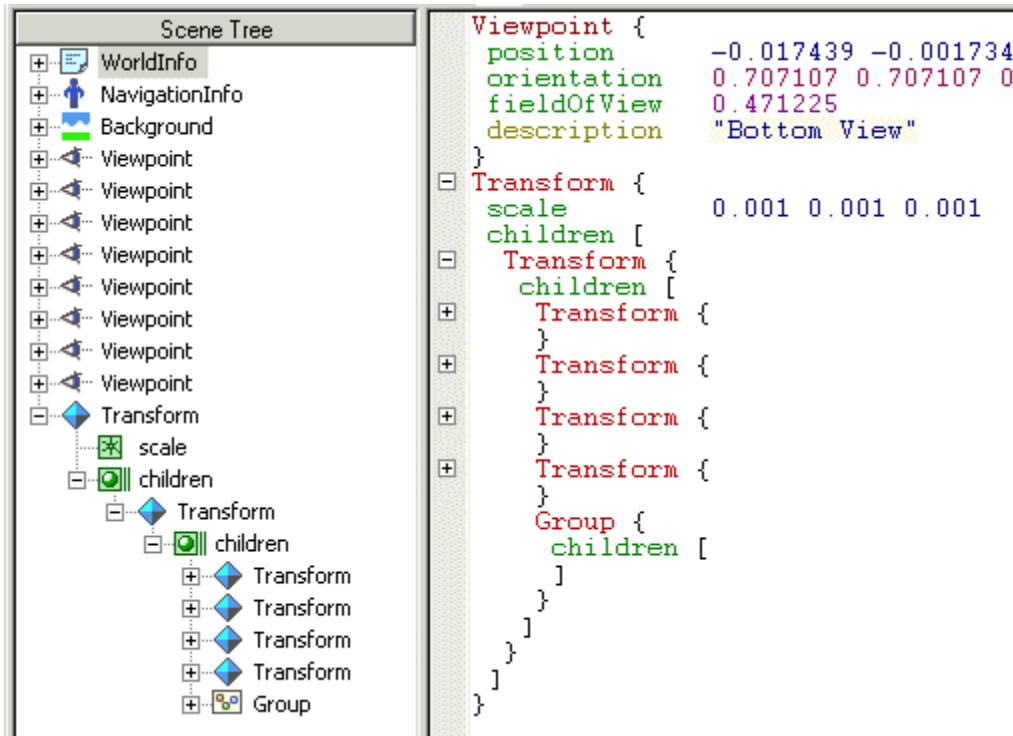 Scene Tree
WorldInfo
NavigationInfo
Background
Viewpoint
Viewpoint
Viewpoint
Viewpoint
Viewpoint
Viewpoint
Viewpoint
Viewpoint
Transform
scale
children
Transform
children
Transform
Transform
Transform
Transform
Group
Viewpoint {
position -0.017439 -0.001734
orientation 0.707107 0.707107 0
fieldOfView 0.471225
description "Bottom View"
}
Transform {
scale 0.001 0.001 0.001
children [
Transform {
children [
Transform {
}
Transform {
}
Transform {
}
Transform {
}
Group {
children [
]
}
]
}
]
}